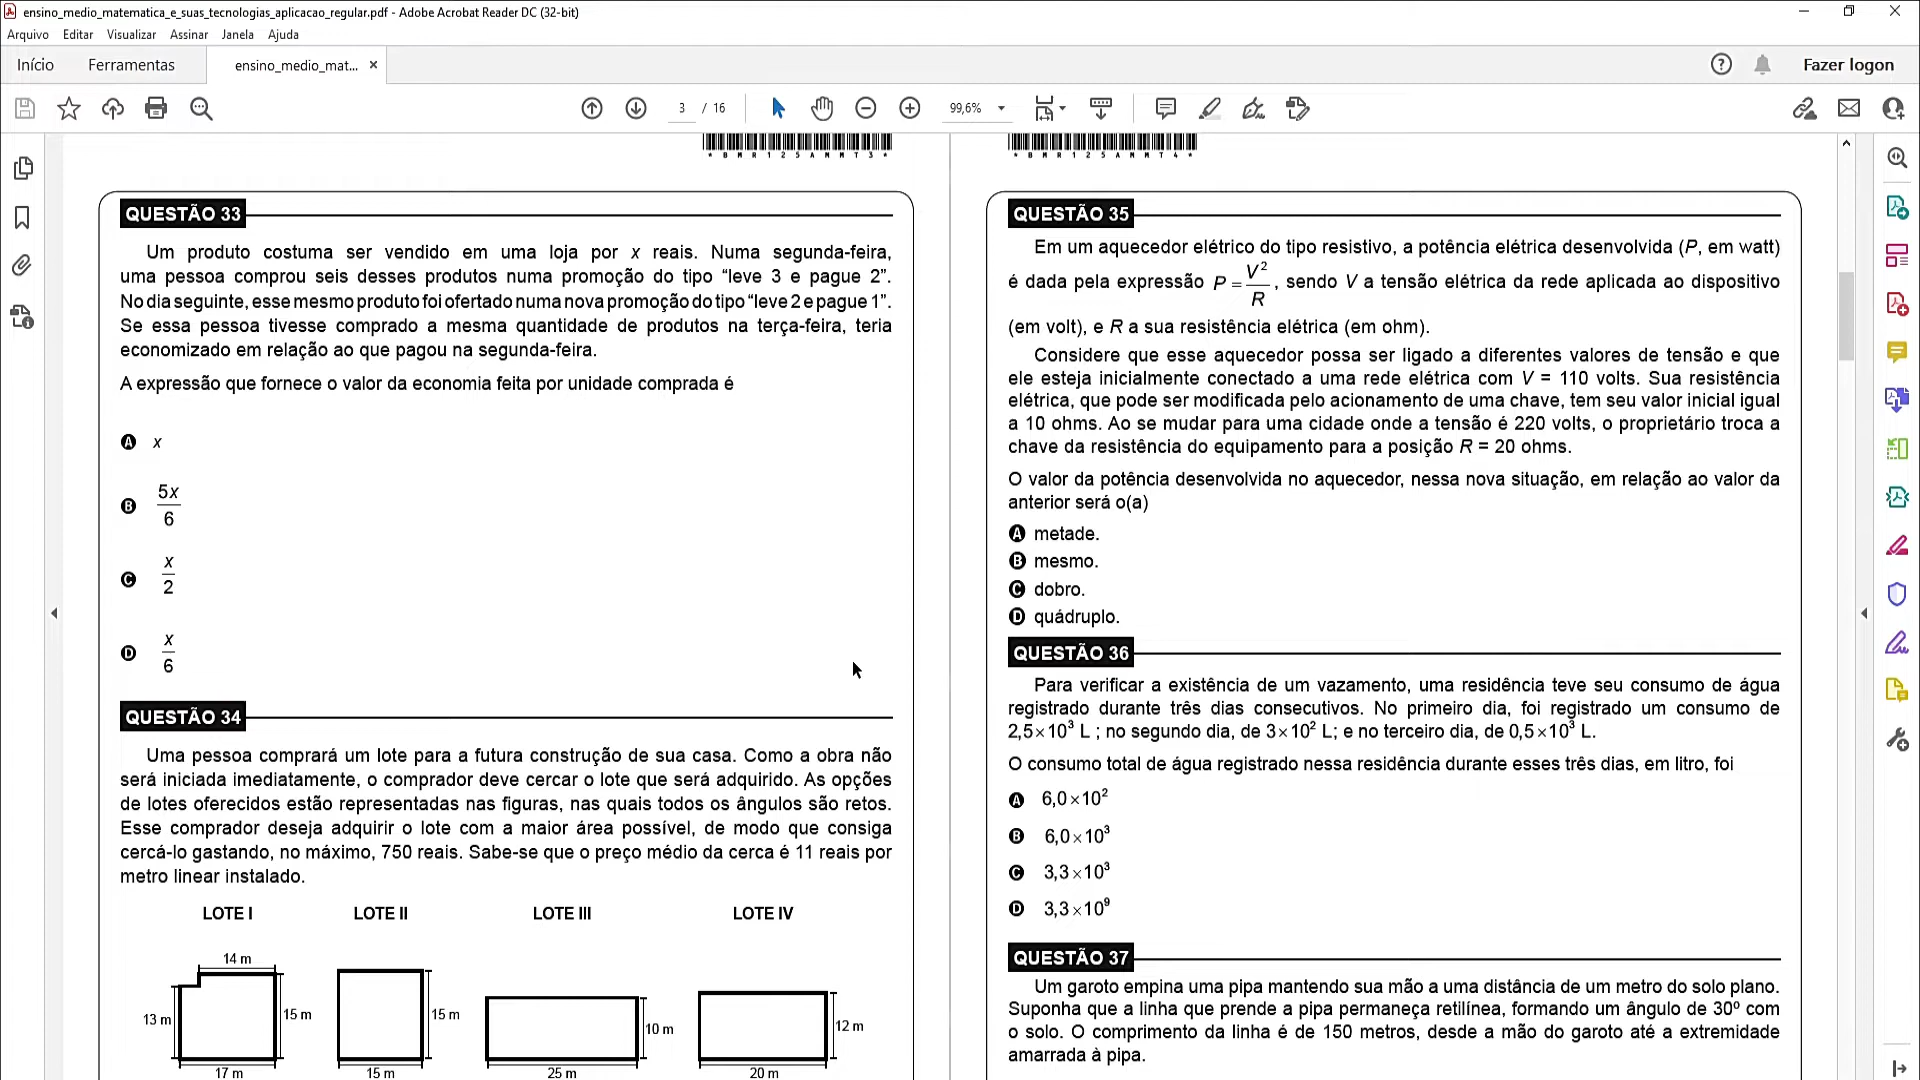 ensino_medio_matematica_e_suas_tecnologias_aplicacao_regular.pdf - Adobe Acrobat Reader DC (32-bit)
Arquivo Editar Visualizar Assinar Janela Ajuda
Início Ferramentas ensino_medio_mat... × Fazer logon
3 / 16 99,6%
*BMR125AMMT3*
QUESTÃO 33
Um produto costuma ser vendido em uma loja por x reais. Numa segunda-feira,
uma pessoa comprou seis desses produtos numa promoção do tipo “leve 3 e pague 2”.
No dia seguinte, esse mesmo produto foi ofertado numa nova promoção do tipo “leve 2 e pague 1”.
Se essa pessoa tivesse comprado a mesma quantidade de produtos na terça-feira, teria
economizado em relação ao que pagou na segunda-feira.
A expressão que fornece o valor da economia feita por unidade comprada é
A x
B 5x/6
C x/2
D x/6
QUESTÃO 34
Uma pessoa comprará um lote para a futura construção de sua casa. Como a obra não
será iniciada imediatamente, o comprador deve cercar o lote que será adquirido. As opções
de lotes oferecidos estão representadas nas figuras, nas quais todos os ângulos são retos.
Esse comprador deseja adquirir o lote com a maior área possível, de modo que consiga
cercá-lo gastando, no máximo, 750 reais. Sabe-se que o preço médio da cerca é 11 reais por
metro linear instalado.
LOTE I LOTE II LOTE III LOTE IV
14 m
13 m 15 m 15 m 10 m 12 m
17 m 15 m 25 m 20 m
*BMR125AMMT4*
QUESTÃO 35
Em um aquecedor elétrico do tipo resistivo, a potência elétrica desenvolvida (P, em watt)
é dada pela expressão P = V²/R, sendo V a tensão elétrica da rede aplicada ao dispositivo
(em volt), e R a sua resistência elétrica (em ohm).
Considere que esse aquecedor possa ser ligado a diferentes valores de tensão e que
ele esteja inicialmente conectado a uma rede elétrica com V = 110 volts. Sua resistência
elétrica, que pode ser modificada pelo acionamento de uma chave, tem seu valor inicial igual
a 10 ohms. Ao se mudar para uma cidade onde a tensão é 220 volts, o proprietário troca a
chave da resistência do equipamento para a posição R = 20 ohms.
O valor da potência desenvolvida no aquecedor, nessa nova situação, em relação ao valor da
anterior será o(a)
A metade.
B mesmo.
C dobro.
D quádruplo.
QUESTÃO 36
Para verificar a existência de um vazamento, uma residência teve seu consumo de água
registrado durante três dias consecutivos. No primeiro dia, foi registrado um consumo de
2,5×10³ L ; no segundo dia, de 3×10² L; e no terceiro dia, de 0,5×10³ L.
O consumo total de água registrado nessa residência durante esses três dias, em litro, foi
A 6,0×10²
B 6,0×10³
C 3,3×10³
D 3,3×10⁹
QUESTÃO 37
Um garoto empina uma pipa mantendo sua mão a uma distância de um metro do solo plano.
Suponha que a linha que prende a pipa permaneça retilínea, formando um ângulo de 30º com
o solo. O comprimento da linha é de 150 metros, desde a mão do garoto até a extremidade
amarrada à pipa.